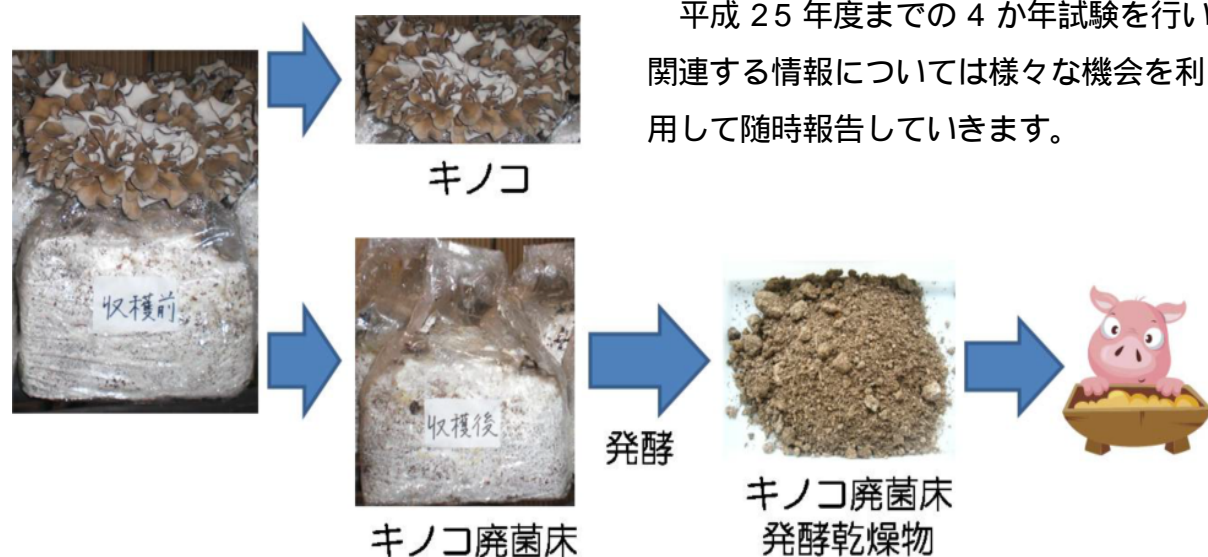 平成 25 年度までの 4 か年試験を行い
関連する情報については様々な機会を利
用して随時報告していきます。
キノコ
収穫前
収穫後
発酵
キノコ廃菌床
キノコ廃菌床
発酵乾燥物